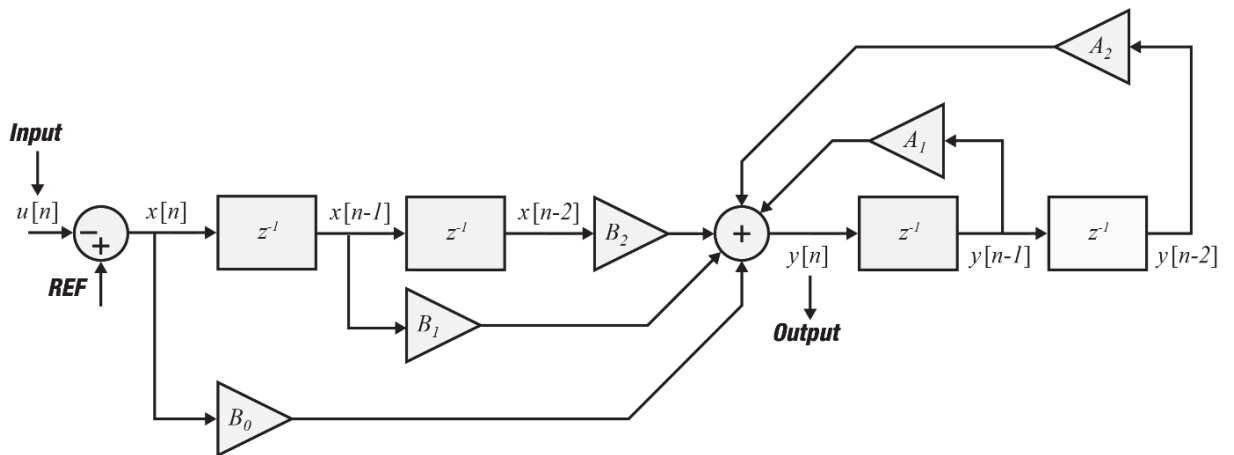 A₂
A₁
Input
u[n]
x[n]
z⁻¹
x[n-1]
z⁻¹
x[n-2]
B₂
+
y[n]
z⁻¹
y[n-1]
z⁻¹
y[n-2]
−
+
REF
B₁
Output
B₀